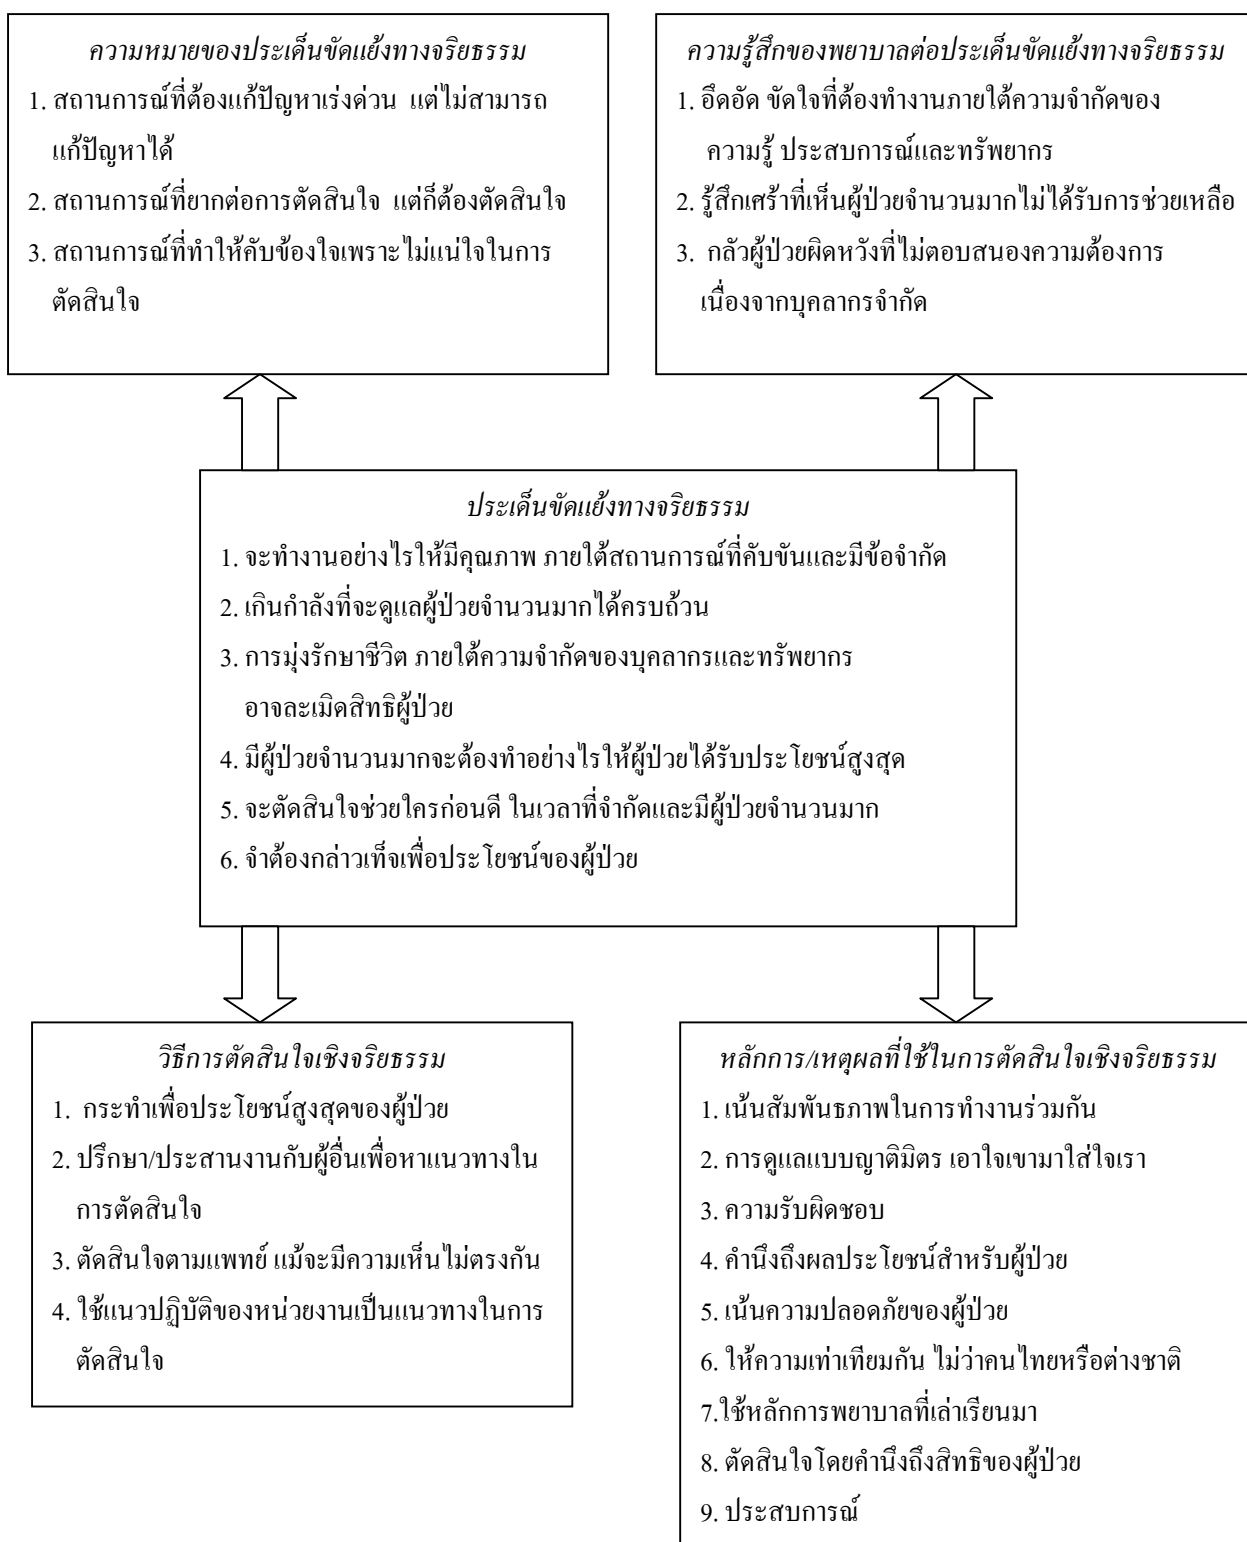 ความหมายของประเด็นขัดแย้งทางจริยธรรม
1. สถานการณ์ที่ต้องแก้ปัญหาเร่งด่วน แต่ไม่สามารถ
แก้ปัญหาได้
2. สถานการณ์ที่ยากต่อการตัดสินใจ แต่ก็ต้องตัดสินใจ
3. สถานการณ์ที่ทำให้คับข้องใจเพราะไม่แน่ใจในการ
ตัดสินใจ
ความรู้สึกของพยาบาลต่อประเด็นขัดแย้งทางจริยธรรม
1. อึดอัด ขัดใจที่ต้องทำงานภายใต้ความจำกัดของ
ความรู้ ประสบการณ์และทรัพยากร
2. รู้สึกเศร้าที่เห็นผู้ป่วยจำนวนมากไม่ได้รับการช่วยเหลือ
3. กลัวผู้ป่วยผิดหวังที่ไม่ตอบสนองความต้องการ
เนื่องจากบุคลากรจำกัด
ประเด็นขัดแย้งทางจริยธรรม
1. จะทำงานอย่างไรให้มีคุณภาพ ภายใต้สถานการณ์ที่คับขันและมีข้อจำกัด
2. เกินกำลังที่จะดูแลผู้ป่วยจำนวนมากได้ครบถ้วน
3. การมุ่งรักษาชีวิต ภายใต้ความจำกัดของบุคลากรและทรัพยากร
อาจละเมิดสิทธิผู้ป่วย
4. มีผู้ป่วยจำนวนมากจะต้องทำอย่างไรให้ผู้ป่วยได้รับประโยชน์สูงสุด
5. จะตัดสินใจช่วยใครก่อนดี ในเวลาที่จำกัดและมีผู้ป่วยจำนวนมาก
6. จำต้องกล่าวเท็จเพื่อประโยชน์ของผู้ป่วย
วิธีการตัดสินใจเชิงจริยธรรม
1. กระทำเพื่อประโยชน์สูงสุดของผู้ป่วย
2. ปรึกษา/ประสานงานกับผู้อื่นเพื่อหาแนวทางใน
การตัดสินใจ
3. ตัดสินใจตามแพทย์ แม้จะมีความเห็นไม่ตรงกัน
4. ใช้แนวปฏิบัติของหน่วยงานเป็นแนวทางในการ
ตัดสินใจ
หลักการ/เหตุผลที่ใช้ในการตัดสินใจเชิงจริยธรรม
1. เน้นสัมพันธภาพในการทำงานร่วมกัน
2. การดูแลแบบญาติมิตร เอาใจเขามาใส่ใจเรา
3. ความรับผิดชอบ
4. คำนึงถึงผลประโยชน์สำหรับผู้ป่วย
5. เน้นความปลอดภัยของผู้ป่วย
6. ให้ความเท่าเทียมกัน ไม่ว่าคนไทยหรือต่างชาติ
7.ใช้หลักการพยาบาลที่เล่าเรียนมา
8. ตัดสินใจโดยคำนึงถึงสิทธิของผู้ป่วย
9. ประสบการณ์